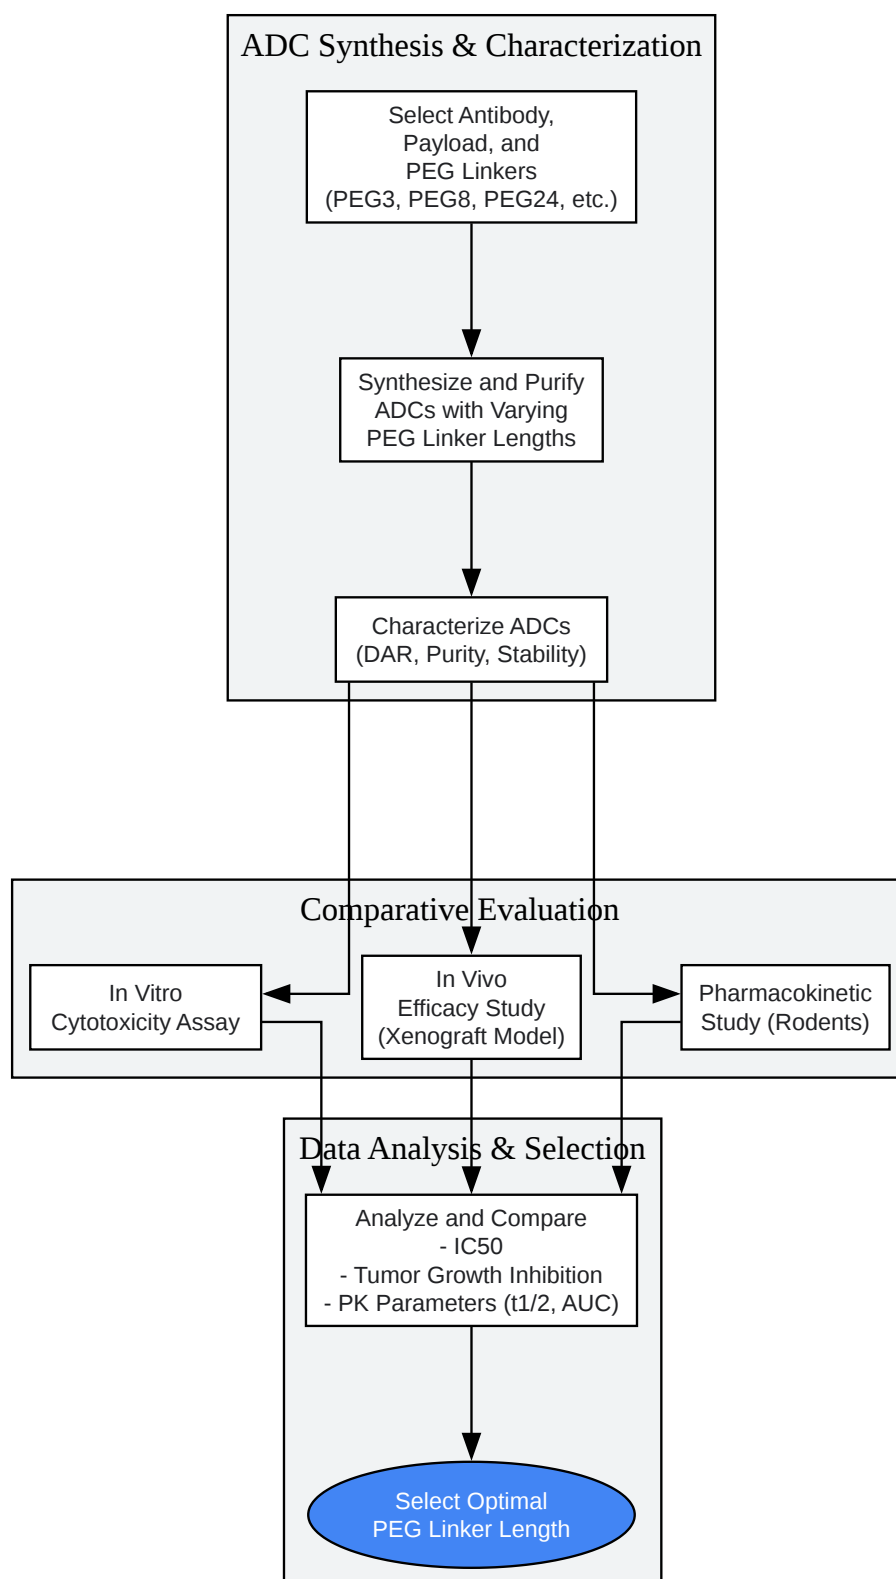 ADC Synthesis & Characterization
Select Antibody,
Payload, and
PEG Linkers
(PEG3, PEG8, PEG24, etc.)
Synthesize and Purify
ADCs with Varying
PEG Linker Lengths
Characterize ADCs
(DAR, Purity, Stability)
Comparative Evaluation
In Vitro
Cytotoxicity Assay
In Vivo
Efficacy Study
(Xenograft Model)
Pharmacokinetic
Study (Rodents)
Data Analysis & Selection
Analyze and Compare
- IC50
- Tumor Growth Inhibition
- PK Parameters (t1/2, AUC)
Select Optimal
PEG Linker Length